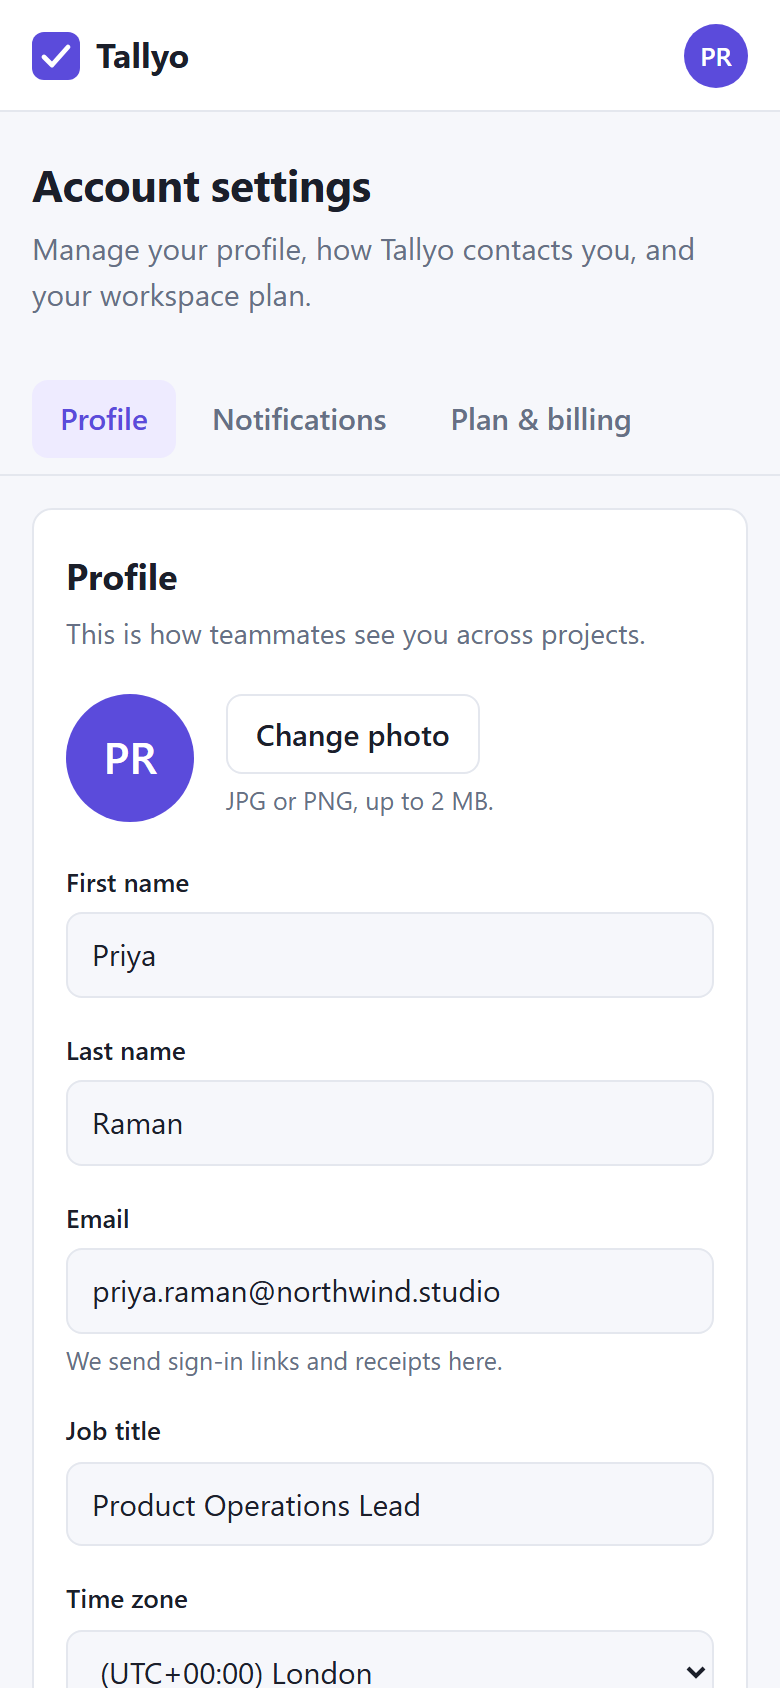 Tallyo
PR
Account settings
Manage your profile, how Tallyo contacts you, and
your workspace plan.
Profile
Notifications
Plan & billing
Profile
This is how teammates see you across projects.
PR
Change photo
JPG or PNG, up to 2 MB.
First name
Priya
Last name
Raman
Email
priya.raman@northwind.studio
We send sign-in links and receipts here.
Job title
Product Operations Lead
Time zone
(UTC+00:00) London